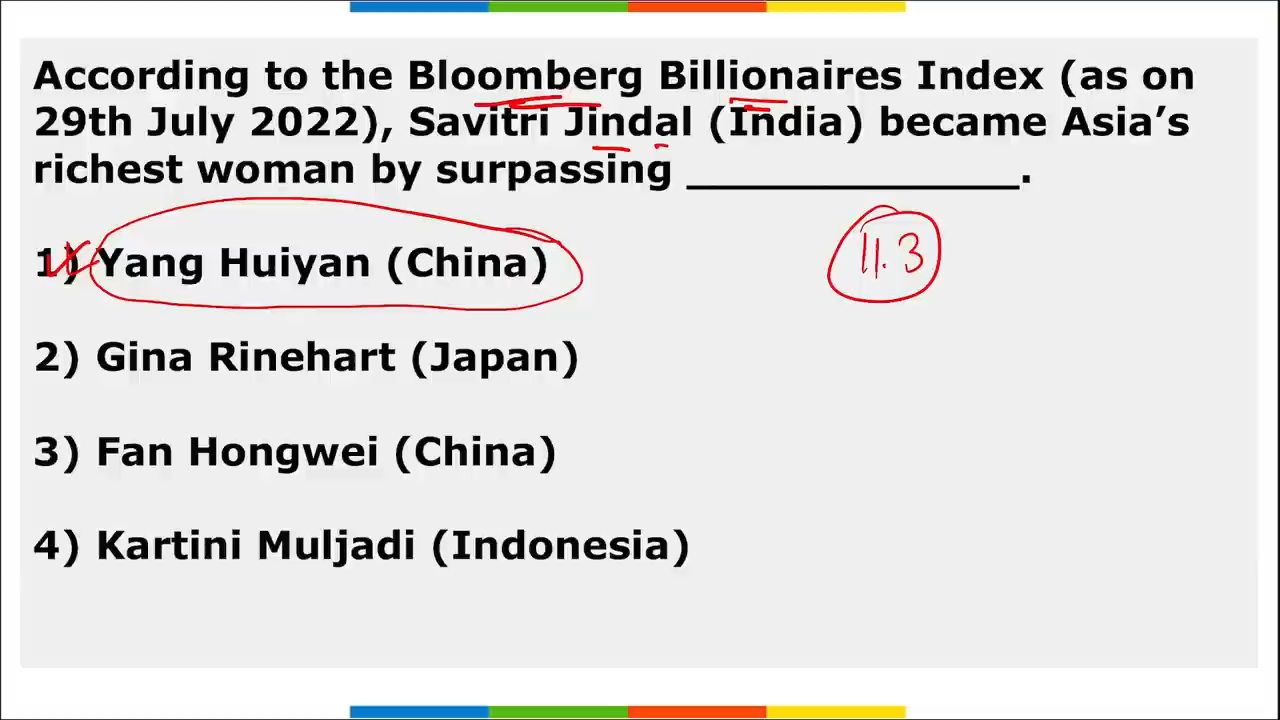 According to the Bloomberg Billionaires Index (as on
29th July 2022), Savitri Jindal (India) became Asia’s
richest woman by surpassing ________________.
1) Yang Huiyan (China)
11.3
2) Gina Rinehart (Japan)
3) Fan Hongwei (China)
4) Kartini Muljadi (Indonesia)